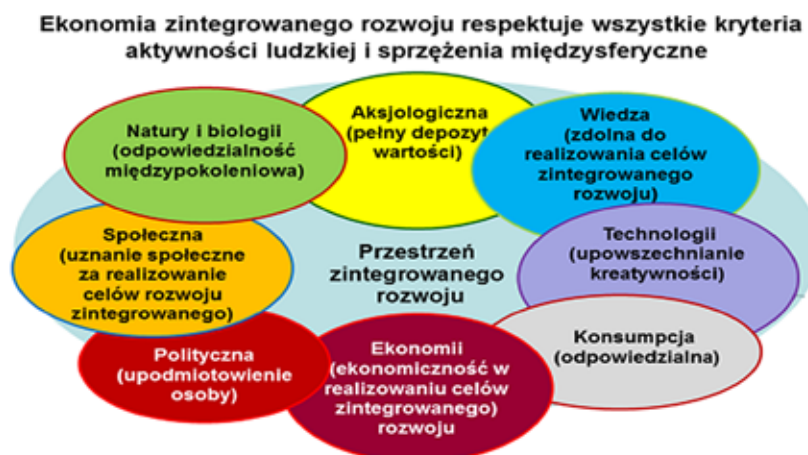 Ekonomia zintegrowanego rozwoju respektuje wszystkie kryteria
aktywności ludzkiej i sprzężenia międzysferyczne
Natury i biologii
(odpowiedzialność
międzypokoleniowa)
Aksjologiczna
(pełny depozyt
wartości)
Wiedza
(zdolna do
realizowania celów
zintegrowanego
rozwoju)
Społeczna
(uznanie społeczne
za realizowanie
celów rozwoju
zintegrowanego)
Przestrzeń
zintegrowanego
rozwoju
Technologii
(upowszechnianie
kreatywności)
Polityczna
(upodmiotowienie
osoby)
Ekonomii
(ekonomiczność w
realizowaniu celów
zintegrowanego)
rozwoju
Konsumpcja
(odpowiedzialna)